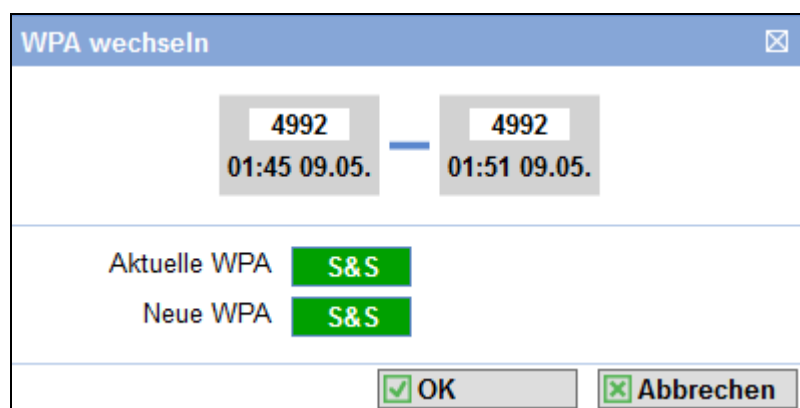 WPA wechseln
4992 4992
01:45 09.05. 01:51 09.05.
Aktuelle WPA S&S
Neue WPA S&S
OK Abbrechen